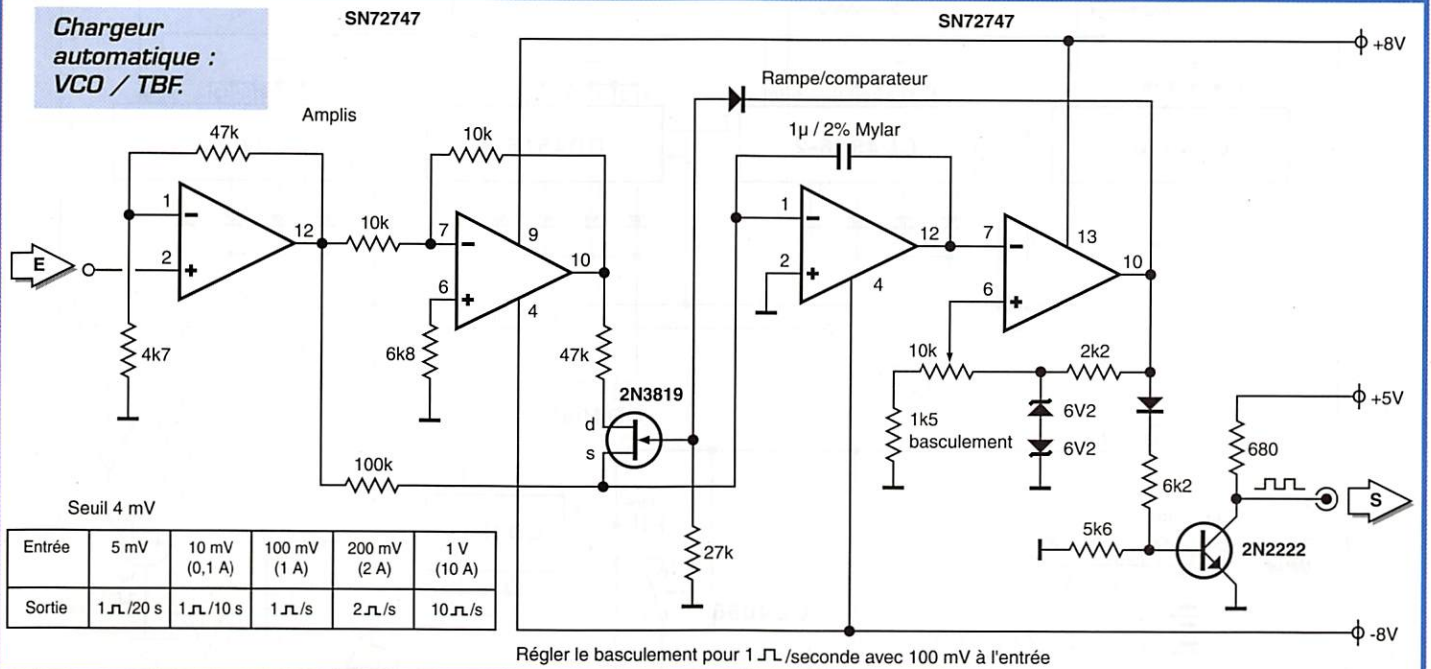 Chargeur
automatique :
VCO / TBF.
SN72747
SN72747
+8V
Rampe/comparateur
Amplis
1µ / 2% Mylar
47k
10k
1
2
12
E
4k7
10k
7
6
9
10
4
6k8
47k
2N3819
d
s
100k
27k
1
2
12
4
7
6
13
10
10k
2k2
1k5
basculement
6V2
6V2
+5V
680
6k2
5k6
2N2222
S
-8V
Seuil 4 mV
Entrée 5 mV 10 mV (0,1 A) 100 mV (1 A) 200 mV (2 A) 1 V (10 A)
Sortie 1⎍/20 s 1⎍/10 s 1⎍/s 2⎍/s 10⎍/s
Régler le basculement pour 1 ⎍/seconde avec 100 mV à l'entrée